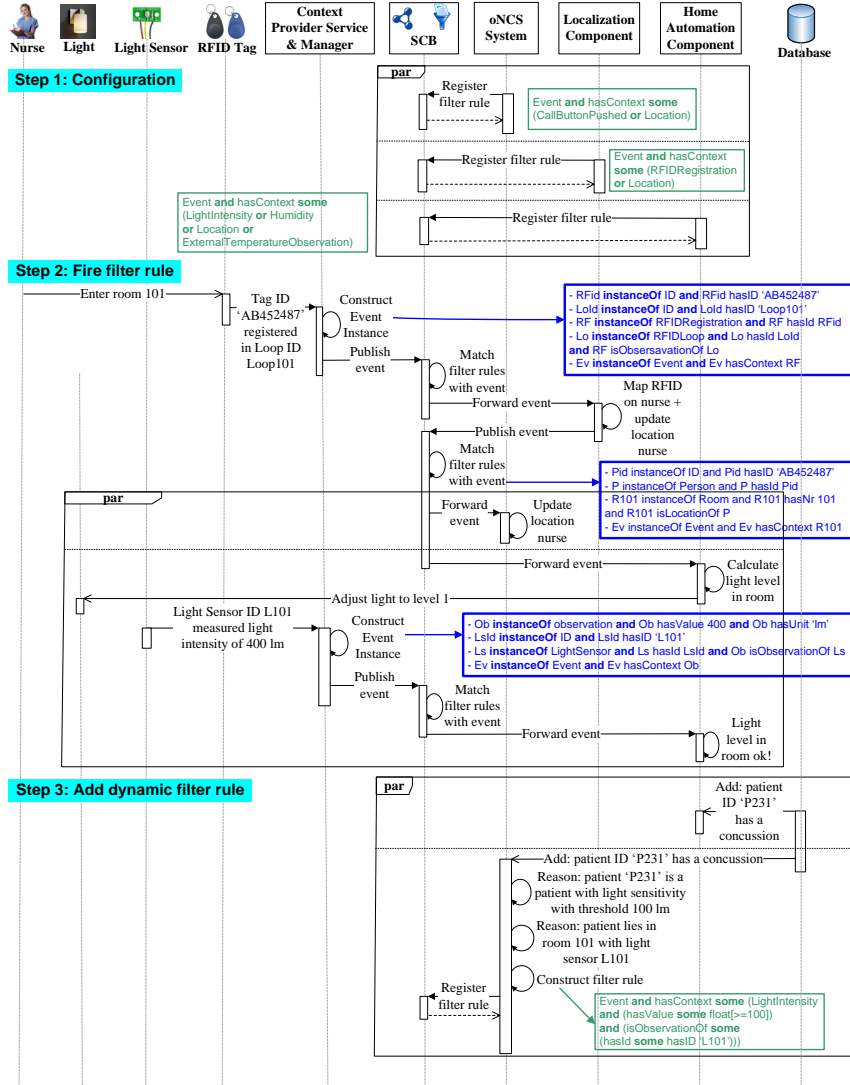 Nurse
Light
Light Sensor
RFID Tag
Context
Provider Service
& Manager
SCB
oNCS
System
Localization
Component
Home
Automation
Component
Database
Step 1: Configuration
par
Register
filter rule
Event and hasContext some
(CallButtonPushed or Location)
Register filter rule
Event and hasContext
some (RFIDRegistration
or Location)
Event and hasContext some
(LightIntensity or Humidity
or Location or
ExternalTemperatureObservation)
Register filter rule
Step 2: Fire filter rule
Enter room 101
Tag ID
'AB452487'
registered
in Loop ID
Loop101
Construct
Event
Instance
- RFid instanceOf ID and RFid hasID 'AB452487'
- LoId instanceOf ID and LoId hasID 'Loop101'
- RF instanceOf RFIDRegistration and RF hasId RFid
- Lo instanceOf RFIDLoop and Lo hasId LoId
and RF isObsersavationOf Lo
- Ev instanceOf Event and Ev hasContext RF
Publish
event
Match
filter rules
with event
Forward event
Map RFID
on nurse +
update
location
nurse
Publish event
Match
filter rules
with event
- Pid instanceOf ID and Pid hasID 'AB452487'
- P instanceOf Person and P hasId Pid
- R101 instanceOf Room and R101 hasNr 101
and R101 isLocationOf P
- Ev instanceOf Event and Ev hasContext R101
par
Forward
event
Update
location
nurse
Forward event
Calculate
light level
in room
Adjust light to level 1
Light Sensor ID L101
measured light
intensity of 400 lm
Construct
Event
Instance
- Ob instanceOf observation and Ob hasValue 400 and Ob hasUnit 'lm'
- LsId instanceOf ID and LsId hasID 'L101'
- Ls instanceOf LightSensor and Ls hasId LsId and Ob isObservationOf Ls
- Ev instanceOf Event and Ev hasContext Ob
Publish
event
Match
filter rules
with event
Forward event
Light
level in
room ok!
Step 3: Add dynamic filter rule
par
Add: patient
ID 'P231'
has a
concussion
Add: patient ID 'P231' has a concussion
Reason: patient 'P231' is a
patient with light sensitivity
with threshold 100 lm
Reason: patient lies in
room 101 with light
sensor L101
Construct filter rule
Register
filter rule
Event and hasContext some (LightIntensity
and (hasValue some float[>=100])
and (isObservationOf some
(hasId some hasID 'L101')))